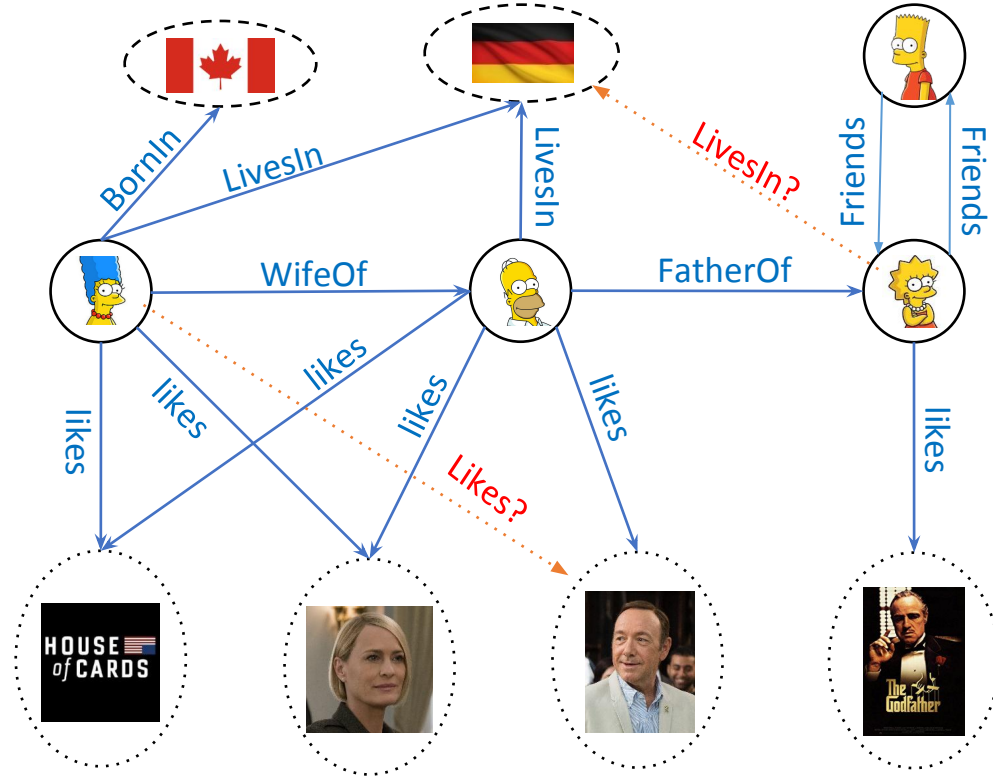 BornIn
LivesIn
LivesIn
LivesIn?
Friends
Friends
WifeOf
FatherOf
likes
likes
likes
likes
likes
likes
Likes?
HOUSE
of CARDS
The
Godfather